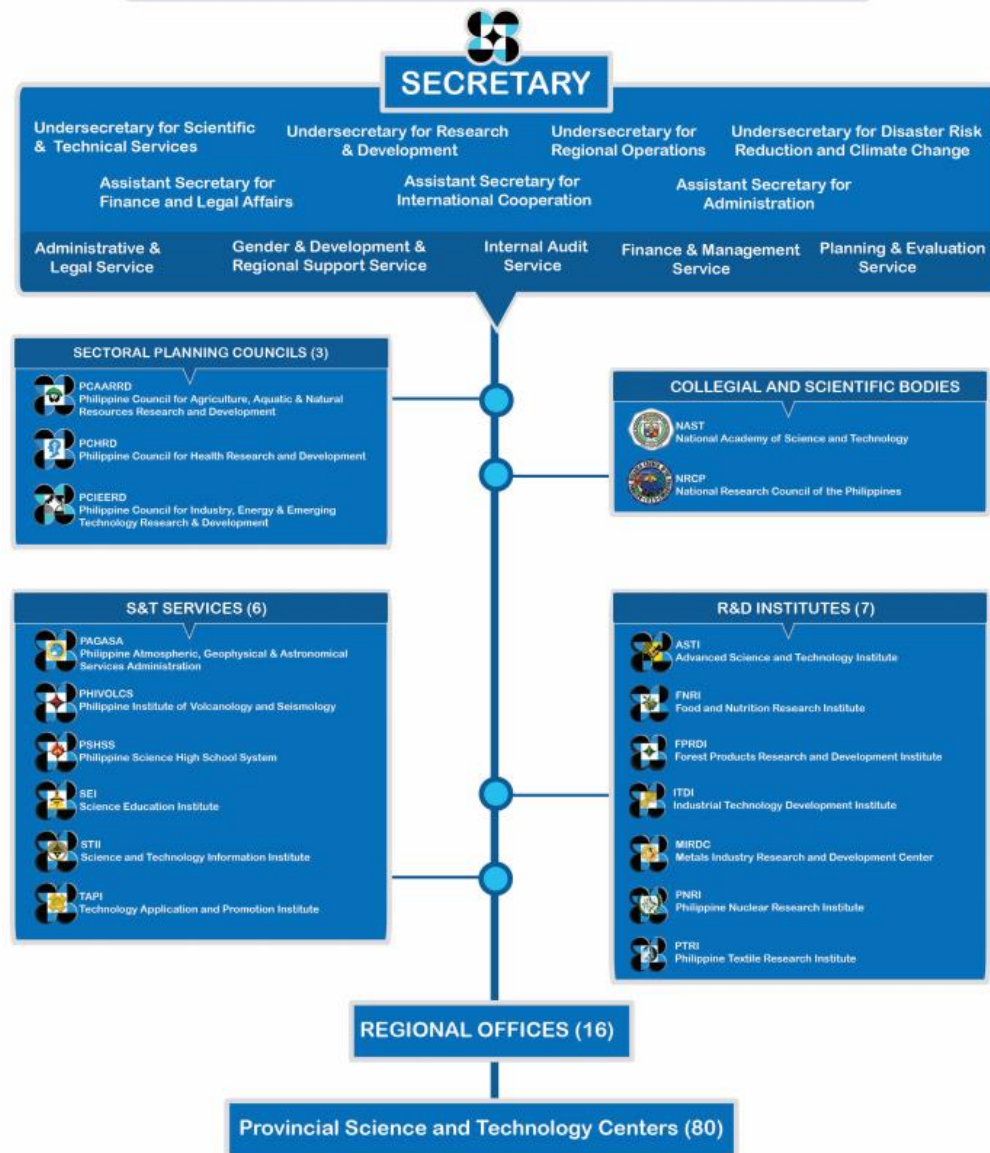 SECRETARY
Undersecretary for Scientific
& Technical Services
Undersecretary for Research
& Development
Undersecretary for
Regional Operations
Undersecretary for Disaster Risk
Reduction and Climate Change
Assistant Secretary for
Finance and Legal Affairs
Assistant Secretary for
International Cooperation
Assistant Secretary for
Administration
Administrative &
Legal Service
Gender & Development &
Regional Support Service
Internal Audit
Service
Finance & Management
Service
Planning & Evaluation
Service
SECTORAL PLANNING COUNCILS (3)
PCAARRD
Philippine Council for Agriculture, Aquatic & Natural
Resources Research and Development
PCHRD
Philippine Council for Health Research and Development
PCIEERD
Philippine Council for Industry, Energy & Emerging
Technology Research & Development
COLLEGIAL AND SCIENTIFIC BODIES
NAST
National Academy of Science and Technology
NRCP
National Research Council of the Philippines
S&T SERVICES (6)
PAGASA
Philippine Atmospheric, Geophysical & Astronomical
Services Administration
PHIVOLCS
Philippine Institute of Volcanology and Seismology
PSHSS
Philippine Science High School System
SEI
Science Education Institute
STII
Science and Technology Information Institute
TAPI
Technology Application and Promotion Institute
R&D INSTITUTES (7)
ASTI
Advanced Science and Technology Institute
FNRI
Food and Nutrition Research Institute
FPRDI
Forest Products Research and Development Institute
ITDI
Industrial Technology Development Institute
MIRDC
Metals Industry Research and Development Center
PNRI
Philippine Nuclear Research Institute
PTRI
Philippine Textile Research Institute
REGIONAL OFFICES (16)
Provincial Science and Technology Centers (80)